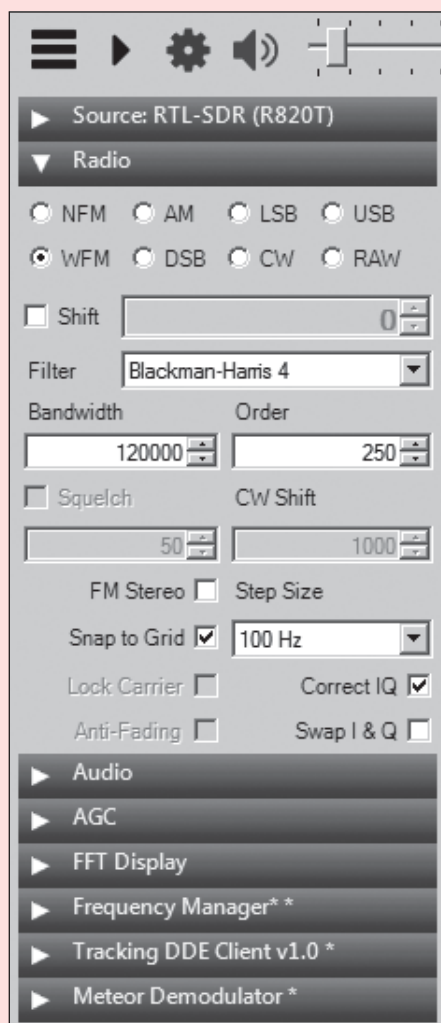 Source: RTL-SDR (R820T)
Radio
NFM AM LSB USB
WFM DSB CW RAW
Shift 0
Filter Blackman-Harris 4
Bandwidth Order
120000 250
Squelch CW Shift
50 1000
FM Stereo Step Size
Snap to Grid 100 Hz
Lock Carrier Correct IQ
Anti-Fading Swap I & Q
Audio
AGC
FFT Display
Frequency Manager* *
Tracking DDE Client v1.0 *
Meteor Demodulator *